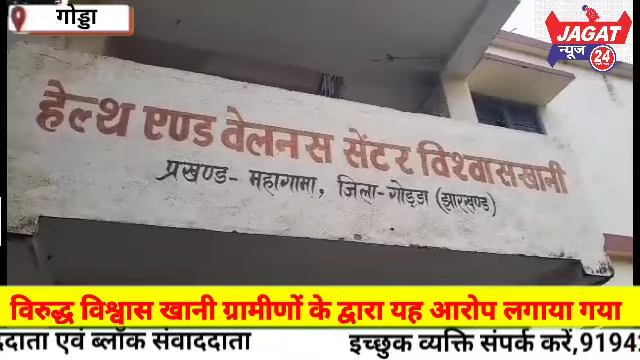 गोड्डा
JAGAT
न्यूज 24
हेल्थ एण्ड वेलनस सेंटर विश्वासखानी
प्रखण्ड- महागामा, जिला-गोड्डा (झारखण्ड)
विरुद्ध विश्वास खानी ग्रामीणों के द्वारा यह आरोप लगाया गया
दाता एवं ब्लॉक संवाददाता इच्छुक व्यक्ति संपर्क करें,9194